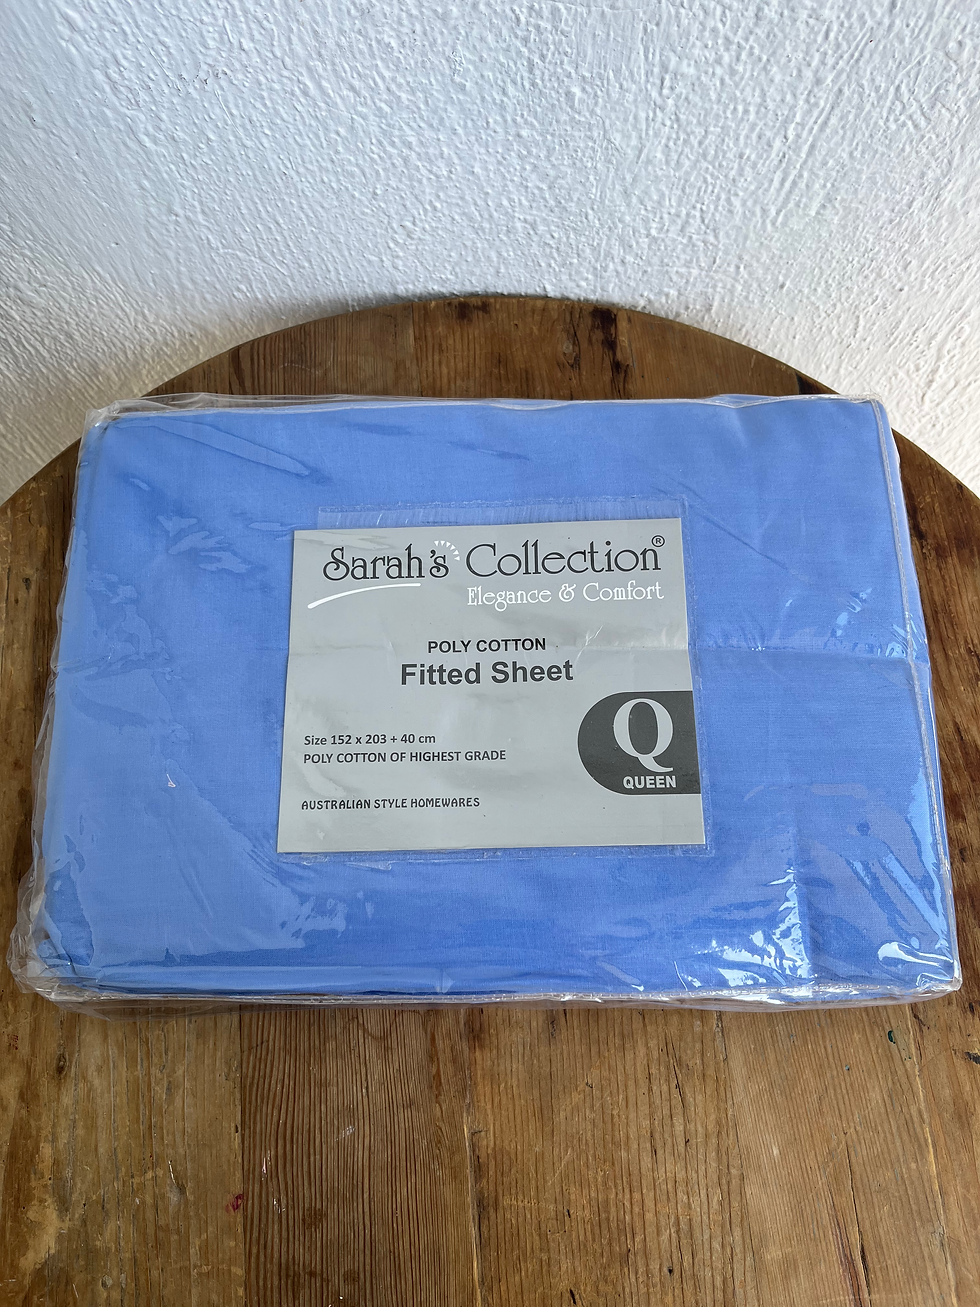 Sarah's Collection®
Elegance & Comfort
POLY COTTON
Fitted Sheet
Size 152 x 203 + 40 cm
POLY COTTON OF HIGHEST GRADE
Q
QUEEN
AUSTRALIAN STYLE HOMEWARES